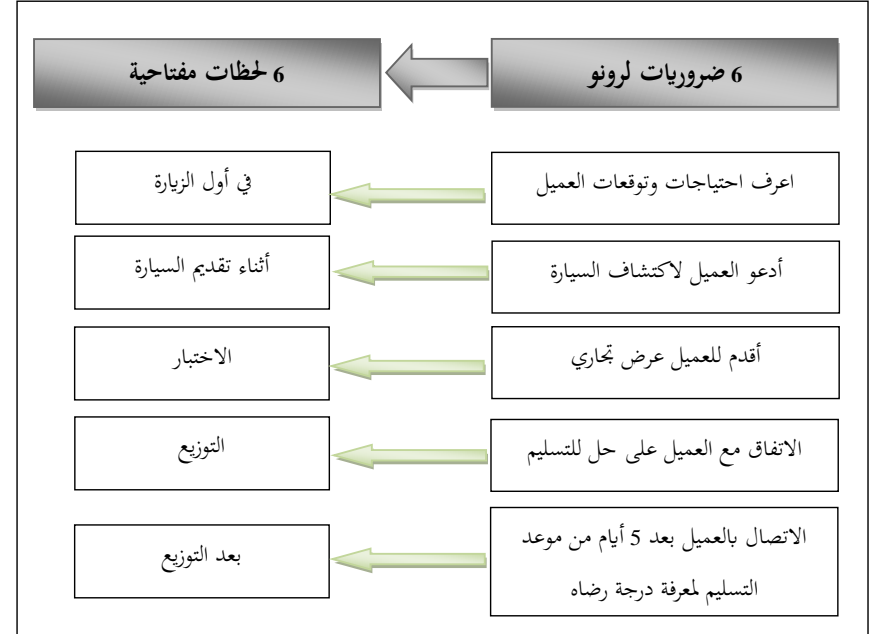 6 ضروريات لرونو
6 لحظات مفتاحية
اعرف احتياجات وتوقعات العميل
في أول الزيارة
أدعو العميل لاكتشاف السيارة
أثناء تقديم السيارة
أقدم للعميل عرض تجاري
الاختبار
الاتفاق مع العميل على حل للتسليم
التوزيع
الاتصال بالعميل بعد 5 أيام من موعد
التسليم لمعرفة درجة رضاه
بعد التوزيع